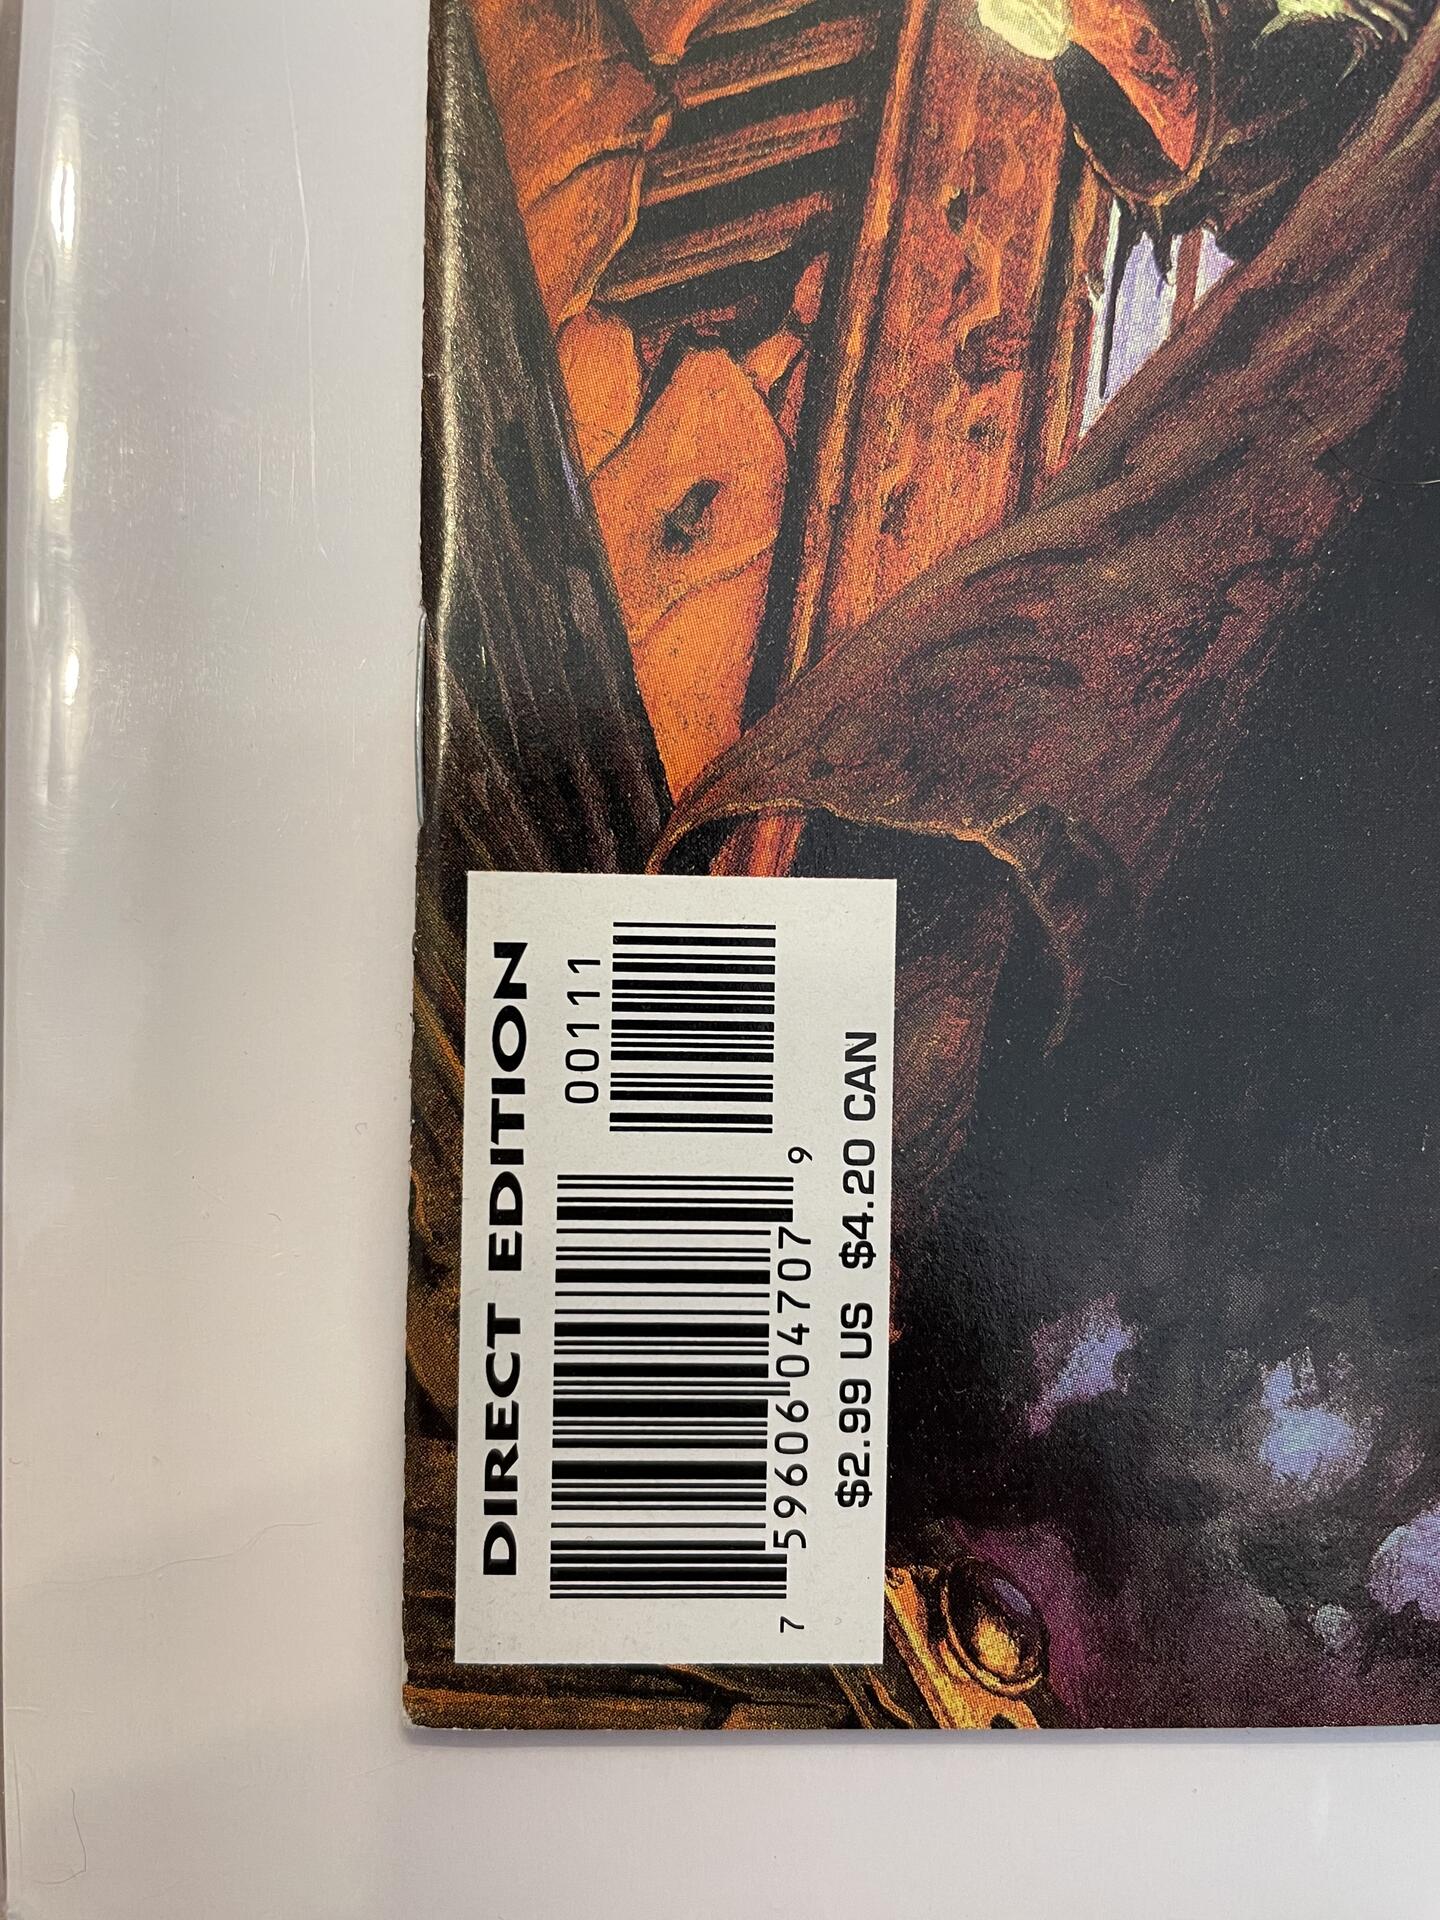 DIRECT EDITION
00111
7 59606 04707 9
$2.99 US $4.20 CAN